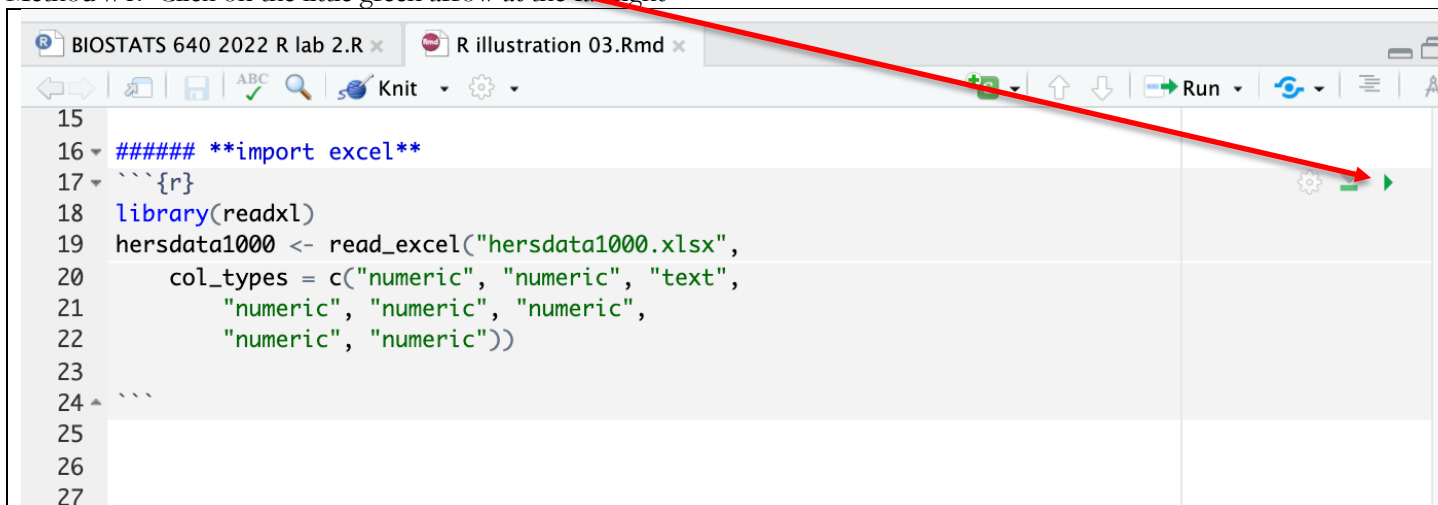 BIOSTATS 640 2022 R lab 2.R × R illustration 03.Rmd ×
ABC Knit Run
15
16 ###### **import excel**
17 ```{r}
18 library(readxl)
19 hersdata1000 <- read_excel("hersdata1000.xlsx",
20 col_types = c("numeric", "numeric", "text",
21 "numeric", "numeric", "numeric",
22 "numeric", "numeric"))
23
24 ```
25
26
27